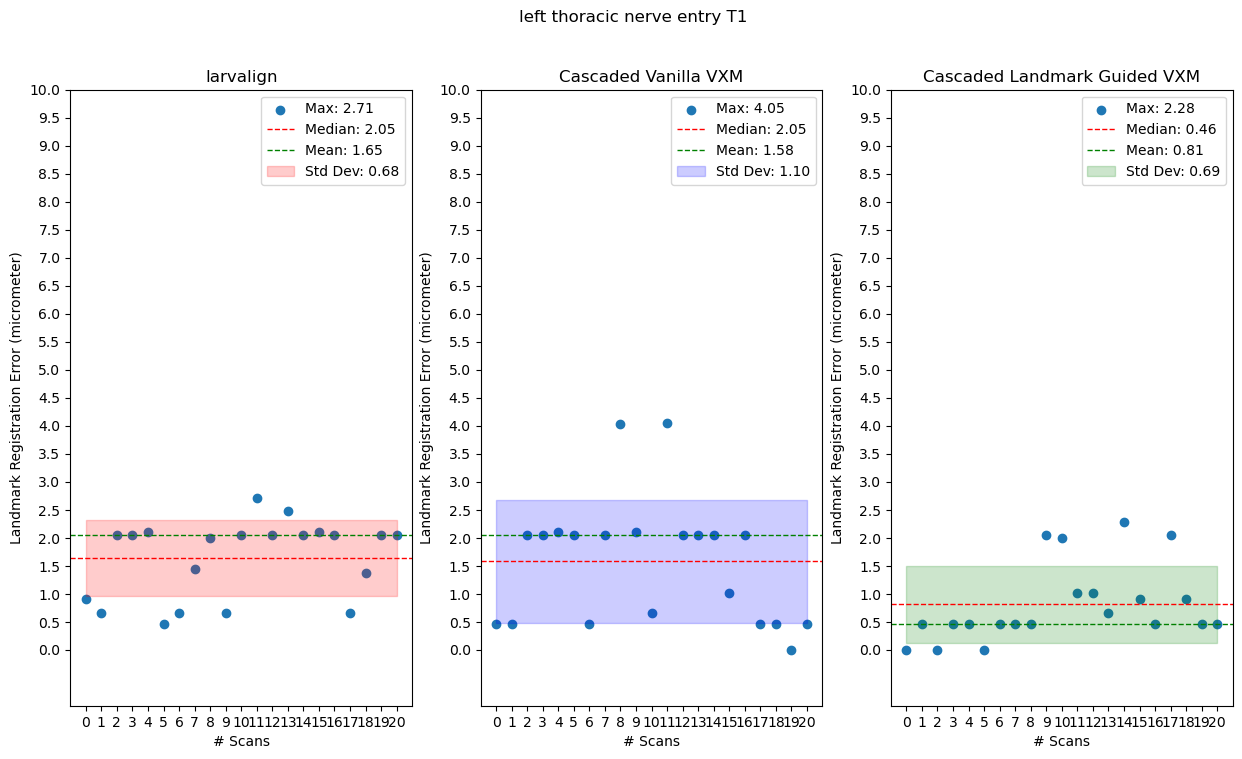 left thoracic nerve entry T1
larvalign
Landmark Registration Error (micrometer)
10.0
9.5
9.0
8.5
8.0
7.5
7.0
6.5
6.0
5.5
5.0
4.5
4.0
3.5
3.0
2.5
2.0
1.5
1.0
0.5
0.0
Max: 2.71
Median: 2.05
Mean: 1.65
Std Dev: 0.68
0 1 2 3 4 5 6 7 8 9 10 11 12 13 14 15 16 17 18 19 20
# Scans
Cascaded Vanilla VXM
Landmark Registration Error (micrometer)
10.0
9.5
9.0
8.5
8.0
7.5
7.0
6.5
6.0
5.5
5.0
4.5
4.0
3.5
3.0
2.5
2.0
1.5
1.0
0.5
0.0
Max: 4.05
Median: 2.05
Mean: 1.58
Std Dev: 1.10
0 1 2 3 4 5 6 7 8 9 10 11 12 13 14 15 16 17 18 19 20
# Scans
Cascaded Landmark Guided VXM
Landmark Registration Error (micrometer)
10.0
9.5
9.0
8.5
8.0
7.5
7.0
6.5
6.0
5.5
5.0
4.5
4.0
3.5
3.0
2.5
2.0
1.5
1.0
0.5
0.0
Max: 2.28
Median: 0.46
Mean: 0.81
Std Dev: 0.69
0 1 2 3 4 5 6 7 8 9 10 11 12 13 14 15 16 17 18 19 20
# Scans